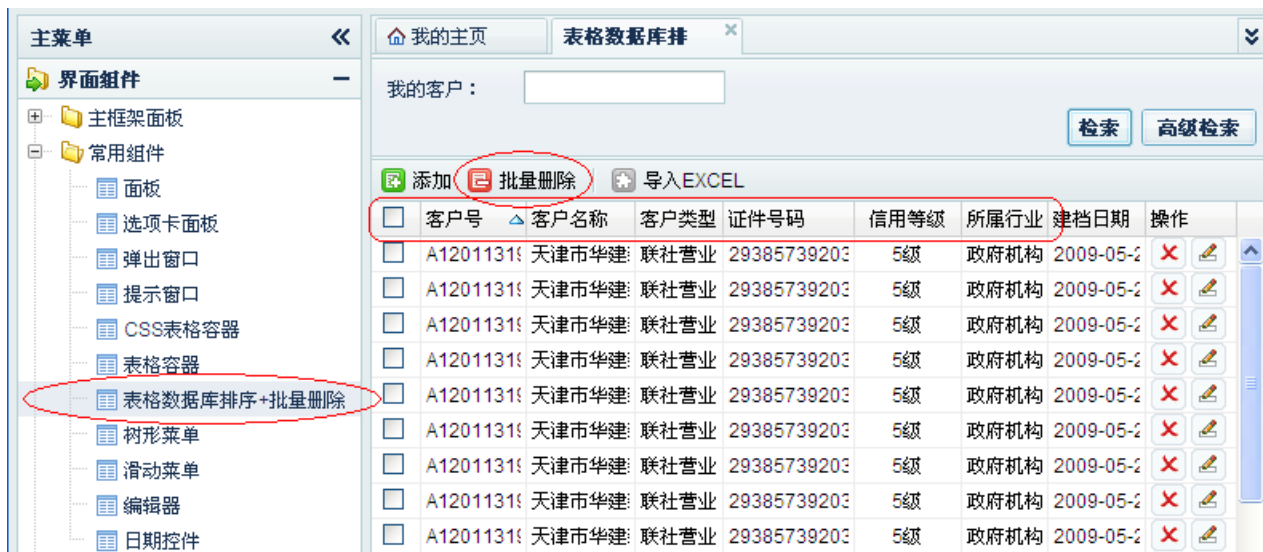 主菜单
界面组件
主框架面板
常用组件
面板
选项卡面板
弹出窗口
提示窗口
CSS表格容器
表格容器
表格数据库排序+批量删除
树形菜单
滑动菜单
编辑器
日期控件
我的主页 表格数据库排
我的客户：
检索 高级检索
添加 批量删除 导入EXCEL
客户号 客户名称 客户类型 证件号码 信用等级 所属行业 建档日期 操作
A12011319 天津市华建 联社营业 29385739203 5级 政府机构 2009-05-2
A12011319 天津市华建 联社营业 29385739203 5级 政府机构 2009-05-2
A12011319 天津市华建 联社营业 29385739203 5级 政府机构 2009-05-2
A12011319 天津市华建 联社营业 29385739203 5级 政府机构 2009-05-2
A12011319 天津市华建 联社营业 29385739203 5级 政府机构 2009-05-2
A12011319 天津市华建 联社营业 29385739203 5级 政府机构 2009-05-2
A12011319 天津市华建 联社营业 29385739203 5级 政府机构 2009-05-2
A12011319 天津市华建 联社营业 29385739203 5级 政府机构 2009-05-2
A12011319 天津市华建 联社营业 29385739203 5级 政府机构 2009-05-2